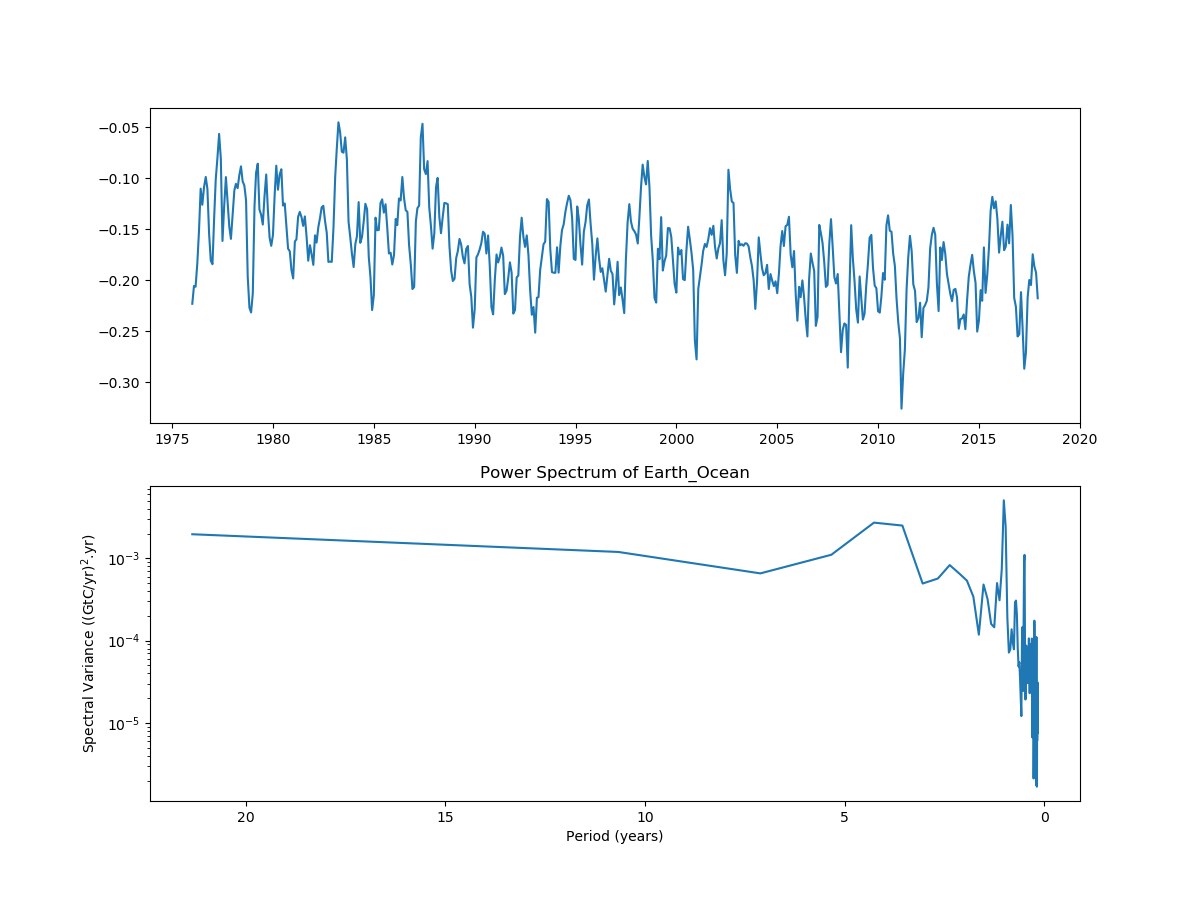 −0.05
−0.10
−0.15
−0.20
−0.25
−0.30
1975 1980 1985 1990 1995 2000 2005 2010 2015 2020
Power Spectrum of Earth_Ocean
Spectral Variance ((GtC/yr)².yr)
10⁻³
10⁻⁴
10⁻⁵
20 15 10 5 0
Period (years)